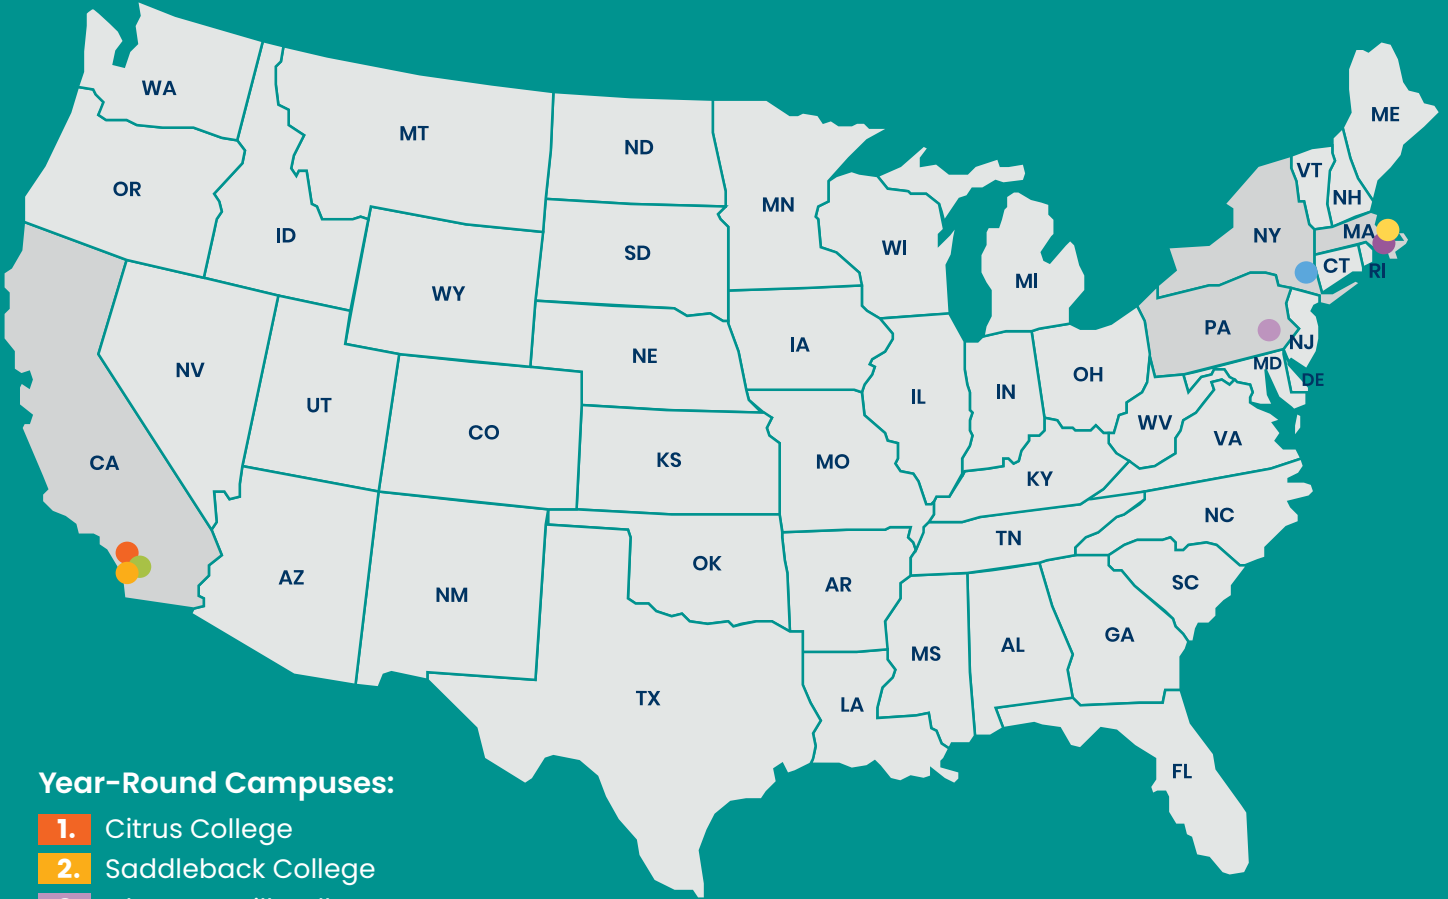 WA
MT
ME
ND
VT
OR
NH
MN
MA
ID
NY
SD
WI
CT
RI
MI
WY
PA
NJ
IA
NE
MD
NV
OH
DE
IN
IL
UT
WV
CO
VA
KS
MO
CA
KY
NC
TN
OK
AZ
SC
AR
NM
GA
AL
MS
TX
LA
FL
Year-Round Campuses:
1. Citrus College
2. Saddleback College